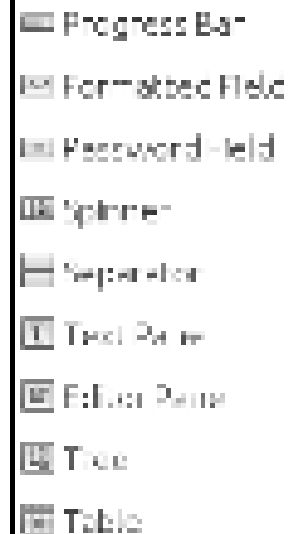 Progress Bar
Formatted Field
Password Field
Spinner
Separator
Text Pane
Editor Pane
Tree
Table